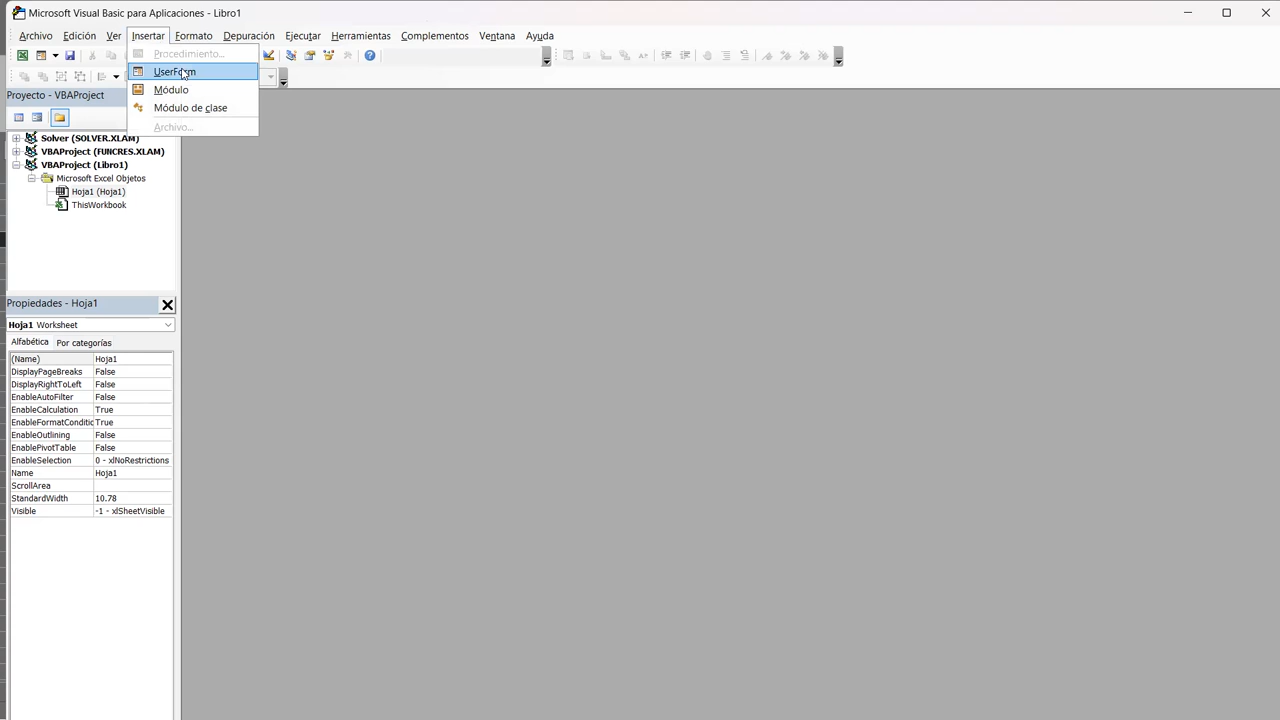 Microsoft Visual Basic para Aplicaciones - Libro1
Archivo Edición Ver Insertar Formato Depuración Ejecutar Herramientas Complementos Ventana Ayuda
Procedimiento...
UserForm
Módulo
Módulo de clase
Archivo...
Proyecto - VBAProject
Solver (SOLVER.XLAM)
VBAProject (FUNCRES.XLAM)
VBAProject (Libro1)
Microsoft Excel Objetos
Hoja1 (Hoja1)
ThisWorkbook
Propiedades - Hoja1
Hoja1 Worksheet
Alfabética Por categorías
(Name) Hoja1
DisplayPageBreaks False
DisplayRightToLeft False
EnableAutoFilter False
EnableCalculation True
EnableFormatConditic True
EnableOutlining False
EnablePivotTable False
EnableSelection 0 - xlNoRestrictions
Name Hoja1
ScrollArea
StandardWidth 10.78
Visible -1 - xlSheetVisible